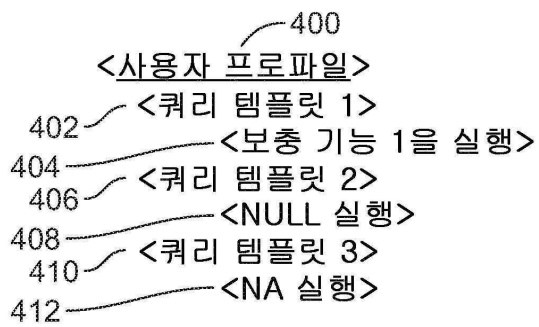 400
<사용자 프로파일>
402 <쿼리 템플릿 1>
404 <보충 기능 1을 실행>
406 <쿼리 템플릿 2>
408 <NULL 실행>
410 <쿼리 템플릿 3>
412 <NA 실행>